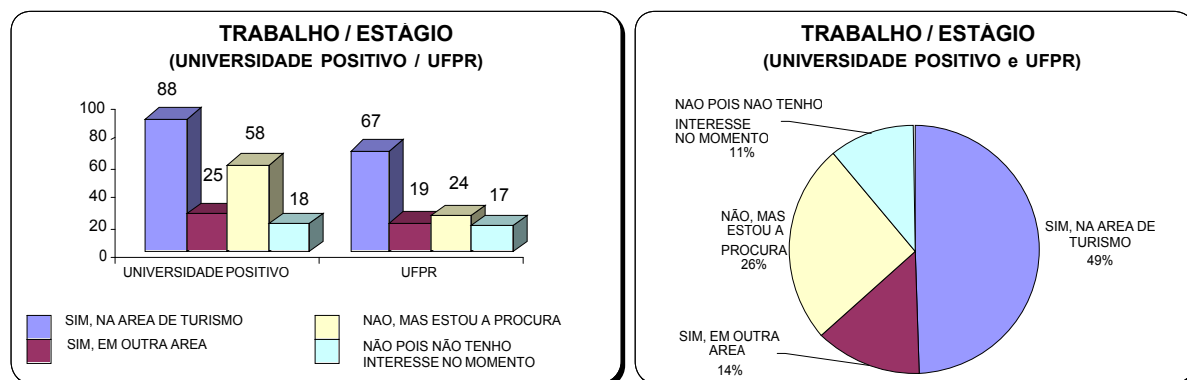 TRABALHO / ESTÁGIO
(UNIVERSIDADE POSITIVO / UFPR)
100
80
60
40
20
0
88
25
58
18
67
19
24
17
UNIVERSIDADE POSITIVO
UFPR
SIM, NA AREA DE TURISMO
SIM, EM OUTRA AREA
NAO, MAS ESTOU A PROCURA
NÃO POIS NÃO TENHO
INTERESSE NO MOMENTO
TRABALHO / ESTÁGIO
(UNIVERSIDADE POSITIVO e UFPR)
NAO POIS NAO TENHO
INTERESSE
NO MOMENTO
11%
NÃO, MAS
ESTOU A
PROCURA
26%
SIM, EM OUTRA
AREA
14%
SIM, NA AREA DE
TURISMO
49%